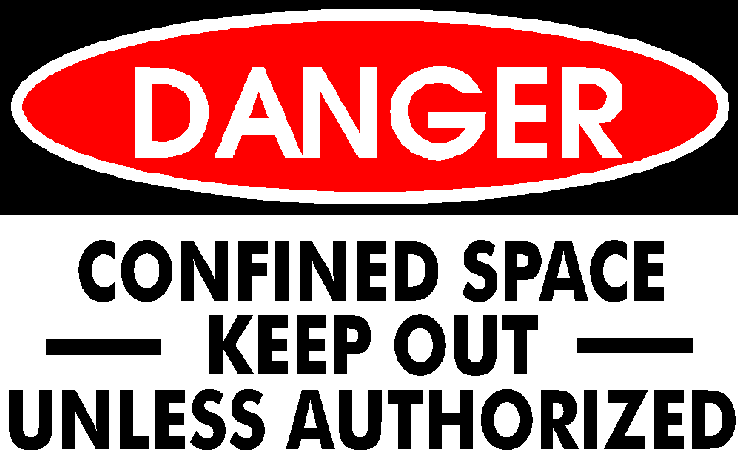 DANGER
CONFINED SPACE
KEEP OUT
UNLESS AUTHORIZED